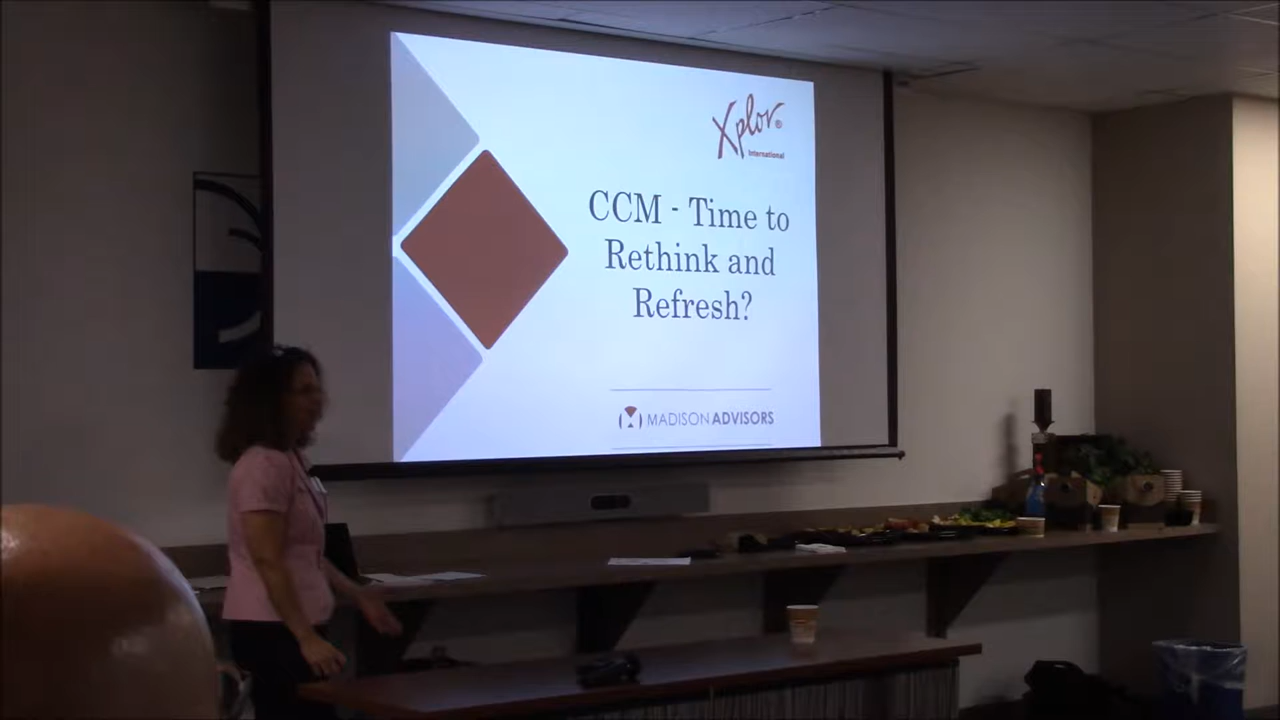 Xplor®
International
CCM - Time to
Rethink and
Refresh?
MADISON ADVISORS